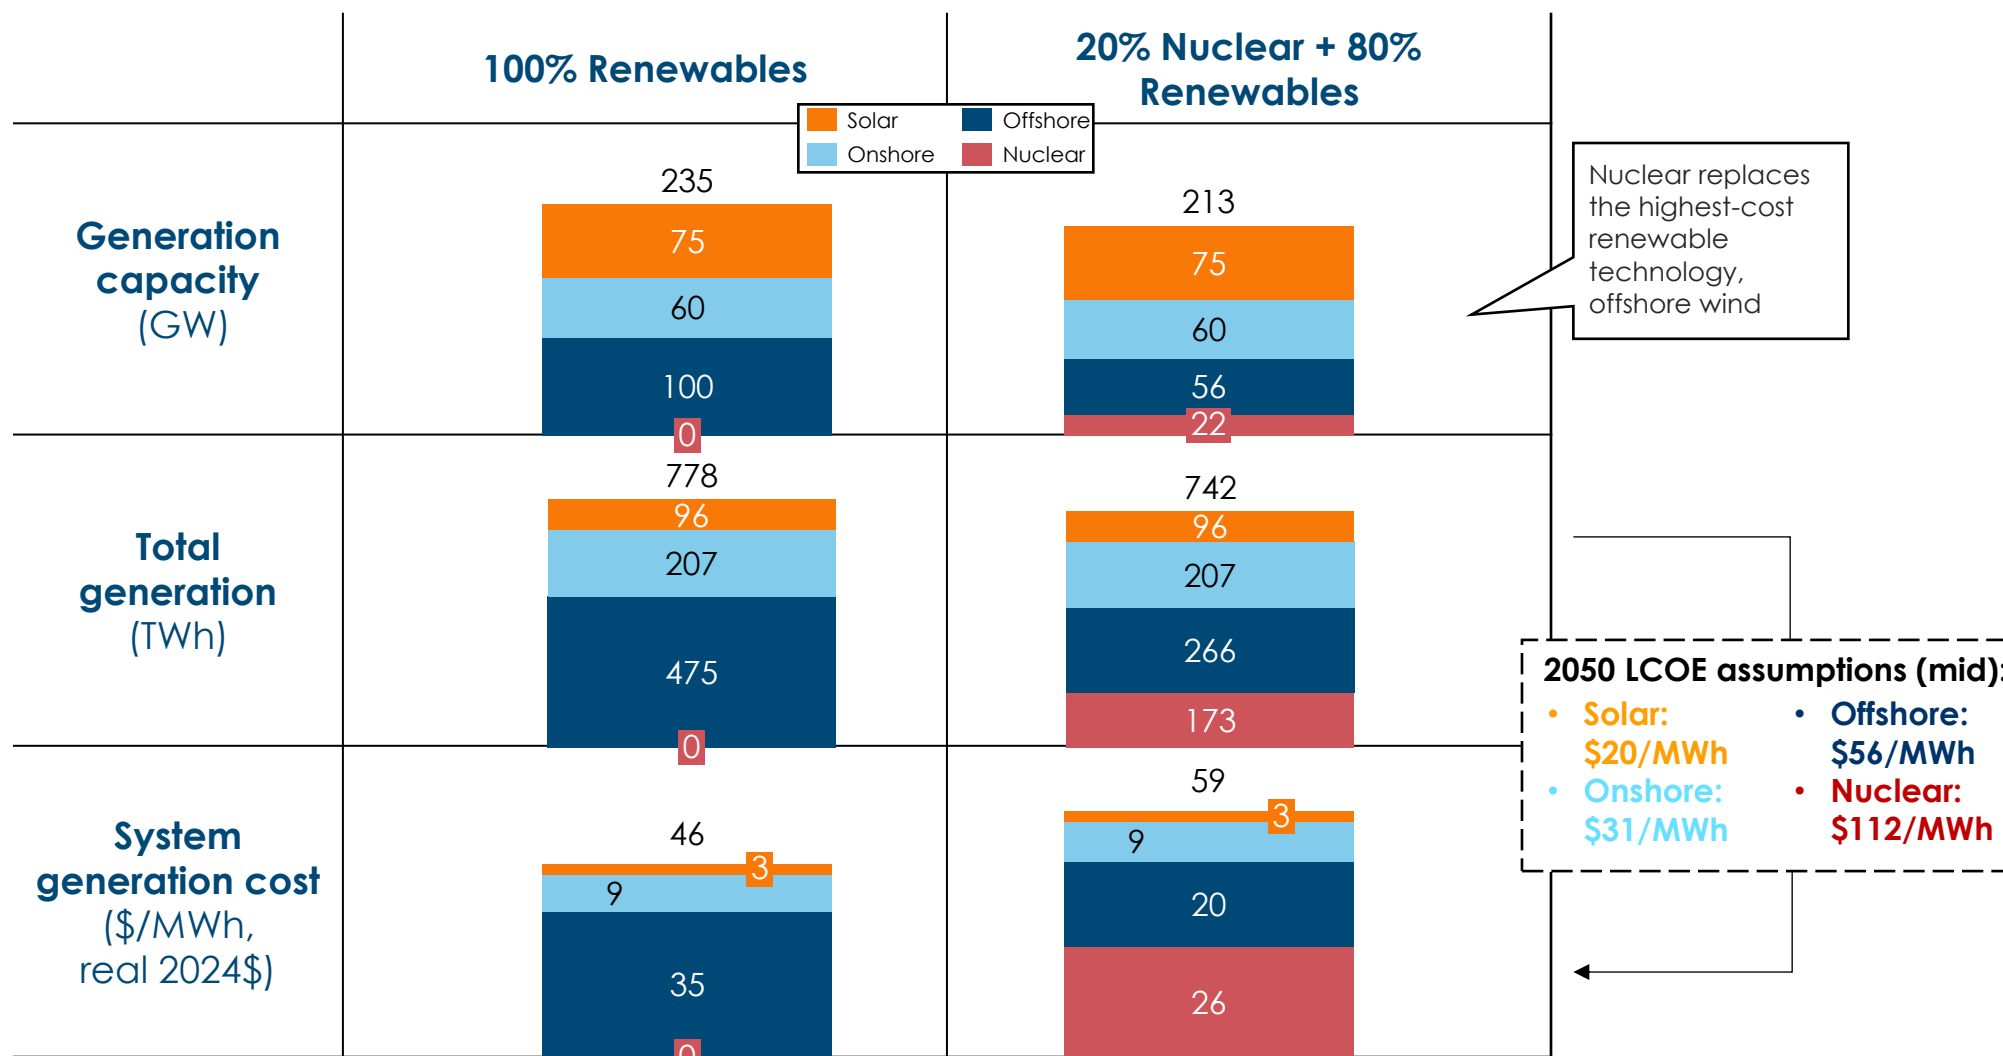 100% Renewables
20% Nuclear + 80%
Renewables
Solar
Offshore
Onshore
Nuclear
Generation
capacity
(GW)
235
75
60
100
0
213
75
60
56
22
Nuclear replaces
the highest-cost
renewable
technology,
offshore wind
Total
generation
(TWh)
778
96
207
475
0
742
96
207
266
173
2050 LCOE assumptions (mid):
• Solar:
$20/MWh
• Offshore:
$56/MWh
• Onshore:
$31/MWh
• Nuclear:
$112/MWh
System
generation cost
($/MWh,
real 2024$)
46
3
9
35
0
59
3
9
20
26